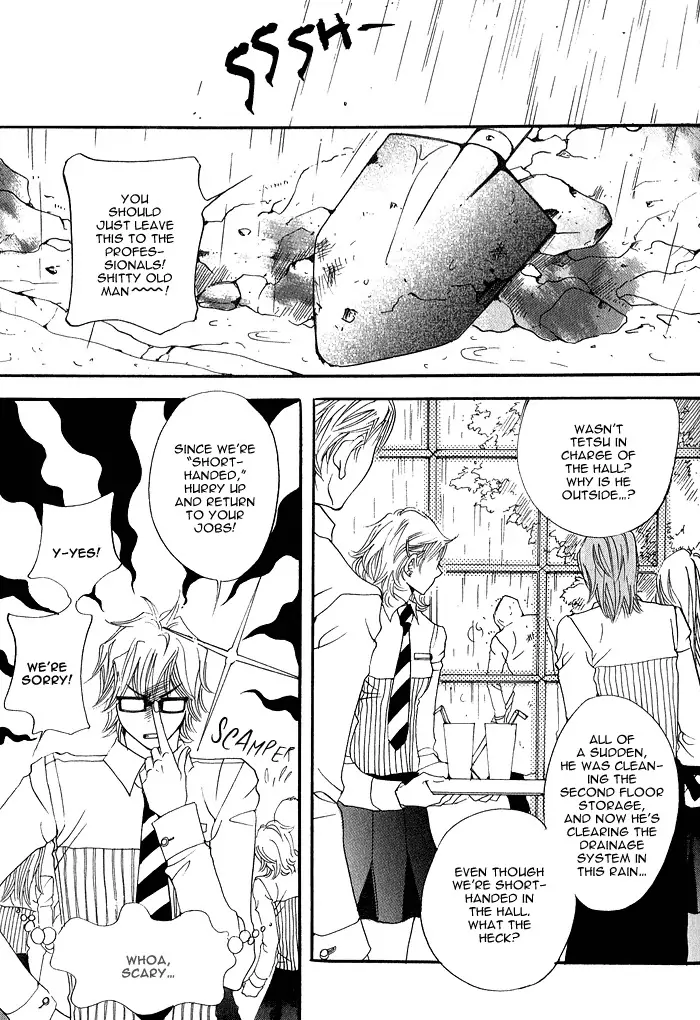 SSSH–
YOU
SHOULD
JUST LEAVE
THIS TO THE
PROFES-
SIONALS!
SHITTY OLD
MAN~~~~!
WASN'T
TETSU IN
CHARGE OF
THE HALL?
WHY IS HE
OUTSIDE...?
ALL OF
A SUDDEN,
HE WAS CLEAN-
ING THE
SECOND FLOOR
STORAGE,
AND NOW HE'S
CLEARING THE
DRAINAGE
SYSTEM IN
THIS RAIN...
EVEN THOUGH
WE'RE SHORT-
HANDED IN
THE HALL.
WHAT THE
HECK?
SINCE WE'RE
"SHORT-
HANDED,"
HURRY UP
AND RETURN
TO YOUR
JOBS!
Y-YES!
WE'RE
SORRY!
SCAMPER
WHOA,
SCARY...